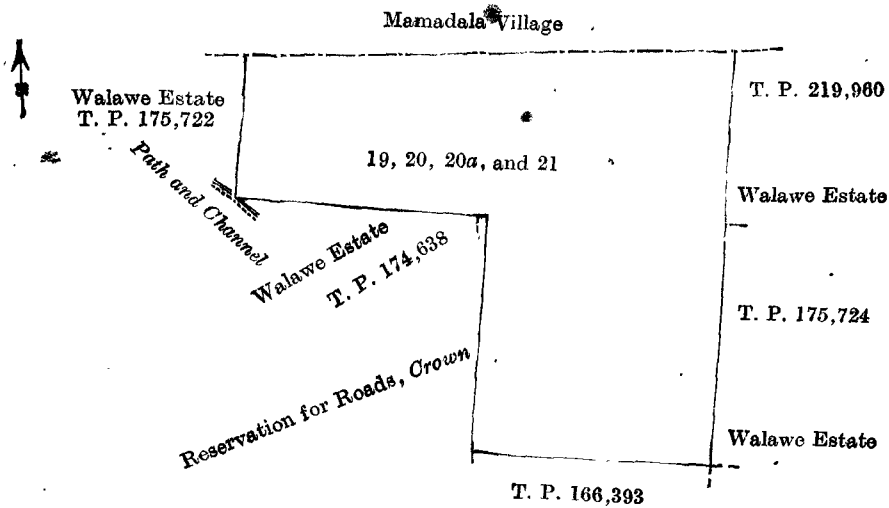 Mamadala Village
Walawe Estate
T. P. 175,722
T. P. 219,960
Path and Channel
19, 20, 20a, and 21
Walawe Estate
Walawe Estate
T. P. 174,638
T. P. 175,724
Reservation for Roads, Crown
Walawe Estate
T. P. 166,393